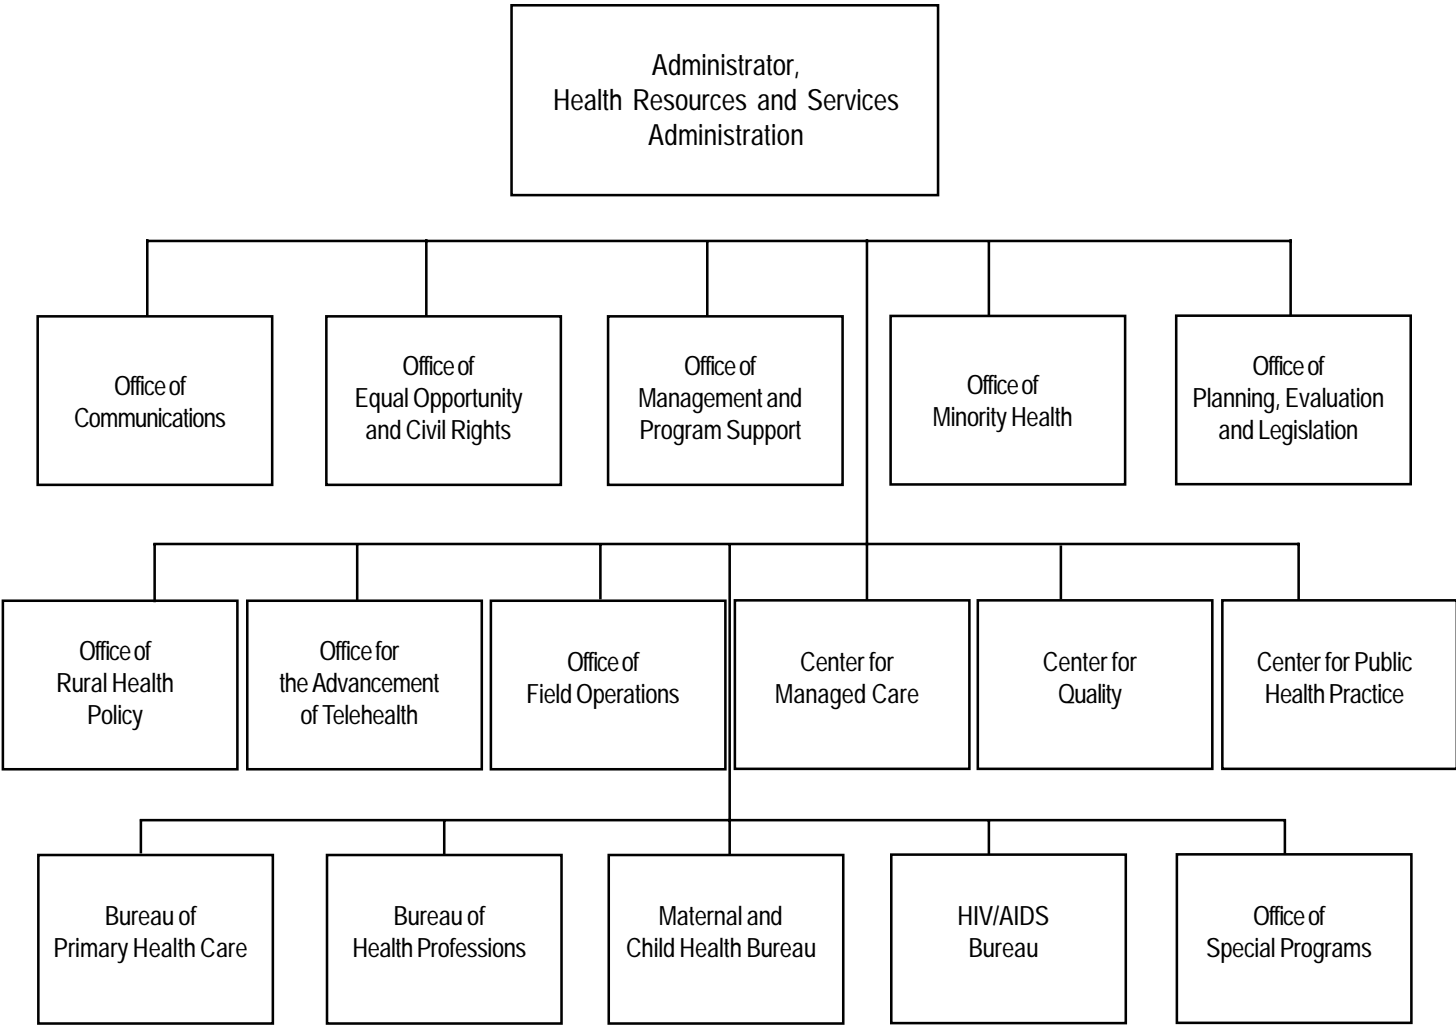 Administrator,
Health Resources and Services
Administration
Office of
Communications
Office of
Equal Opportunity
and Civil Rights
Office of
Management and
Program Support
Office of
Minority Health
Office of
Planning, Evaluation
and Legislation
Office of
Rural Health
Policy
Office for
the Advancement
of Telehealth
Office of
Field Operations
Center for
Managed Care
Center for
Quality
Center for Public
Health Practice
Bureau of
Primary Health Care
Bureau of
Health Professions
Maternal and
Child Health Bureau
HIV/AIDS
Bureau
Office of
Special Programs